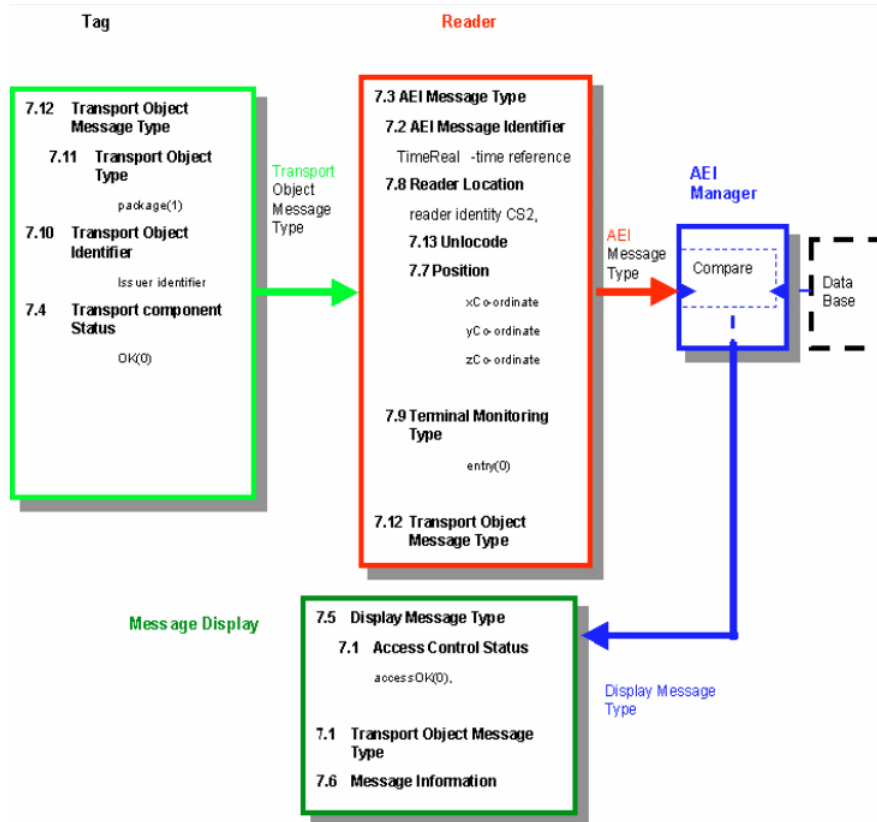 Tag
Reader
7.12 Transport Object
Message Type
7.11 Transport Object
Type
package(1)
7.10 Transport Object
Identifier
Issuer identifier
7.4 Transport component
Status
OK(0)
Transport
Object
Message
Type
7.3 AEI Message Type
7.2 AEI Message Identifier
TimeReal -time reference
7.8 Reader Location
reader identity CS2,
7.13 Unlocode
7.7 Position
xCo-ordinate
yCo-ordinate
zCo-ordinate
7.9 Terminal Monitoring
Type
entry(0)
7.12 Transport Object
Message Type
AEI
Message
Type
AEI
Manager
Compare
Data
Base
Message Display
7.5 Display Message Type
7.1 Access Control Status
accessOK(0),
7.1 Transport Object Message
Type
7.6 Message Information
Display Message
Type